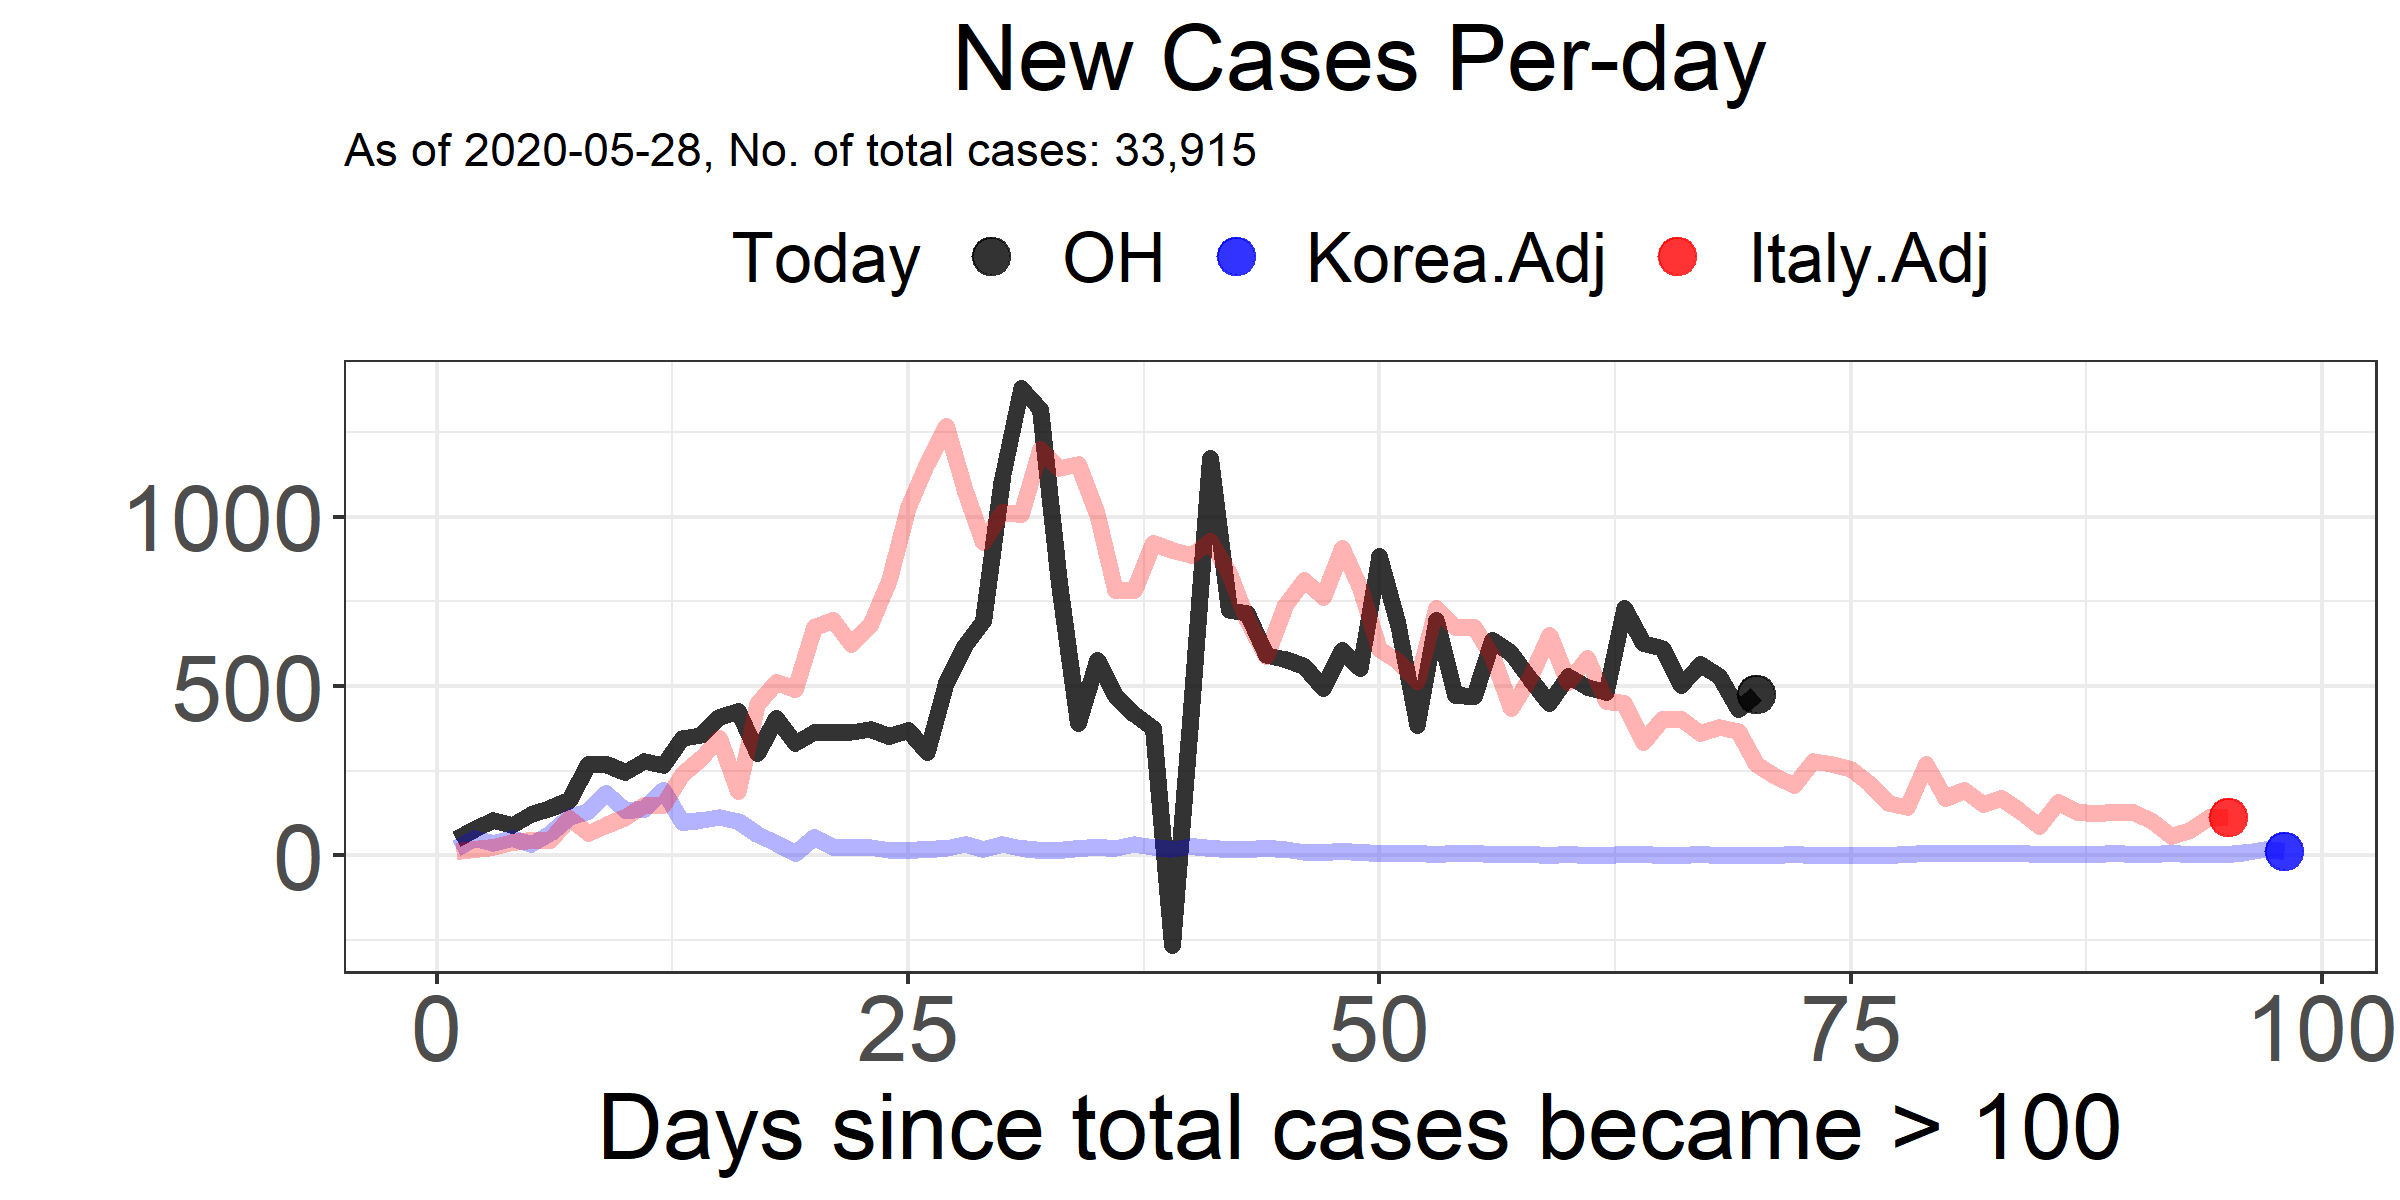 New Cases Per-day
As of 2020-05-28, No. of total cases: 33,915
Today OH Korea.Adj Italy.Adj
1000
500
0
0 25 50 75 100
Days since total cases became > 100